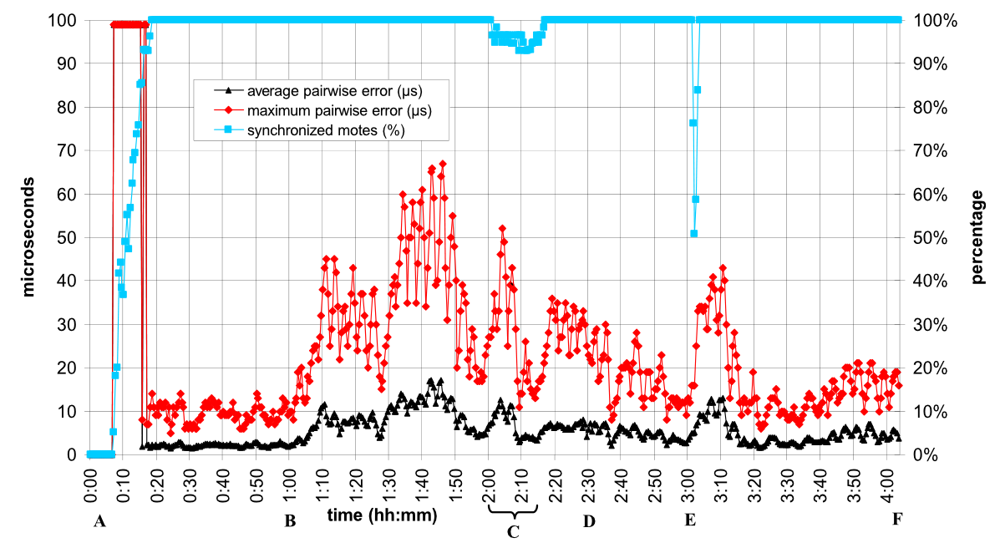 100 100%
90 90%
80 80%
70 70%
60 60%
50 50%
40 40%
30 30%
20 20%
10 10%
0 0%
microseconds
percentage
average pairwise error (µs)
maximum pairwise error (µs)
synchronized motes (%)
0:00 0:10 0:20 0:30 0:40 0:50 1:00 1:10 1:20 1:30 1:40 1:50 2:00 2:10 2:20 2:30 2:40 2:50 3:00 3:10 3:20 3:30 3:40 3:50 4:00
time (hh:mm)
A B C D E F